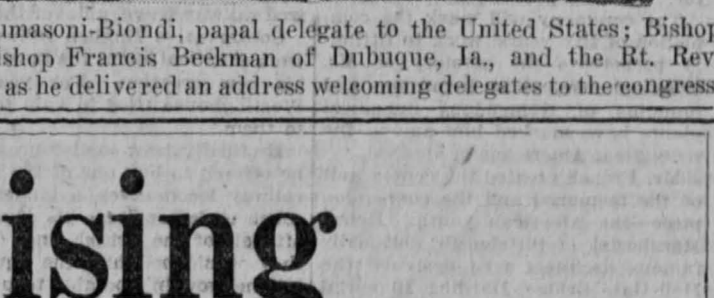 umasoni-Biondi, papal delegate to the United States; Bishop
shop Francis Beekman of Dubuque, Ia., and the Rt. Rev
as he delivered an address welcoming delegates to the congress
ising